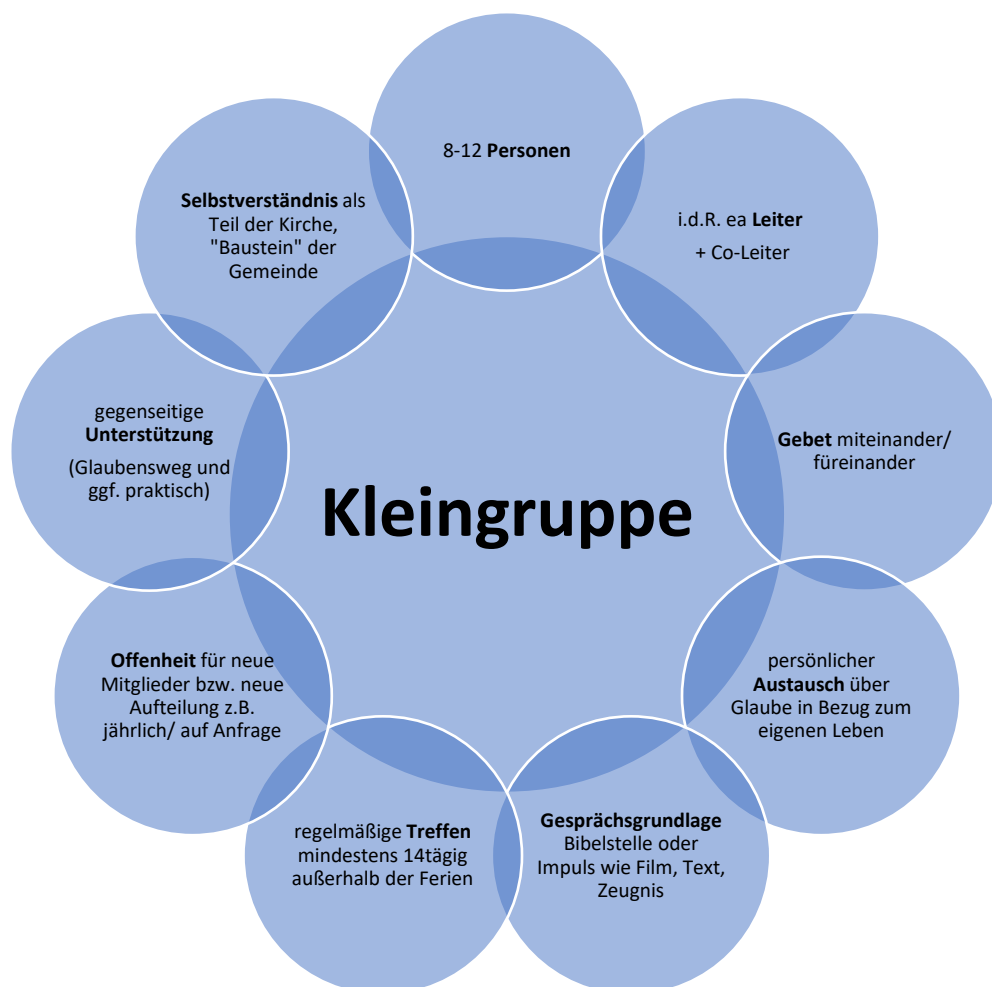 8-12 Personen
i.d.R. ea Leiter
+ Co-Leiter
Gebet miteinander/
füreinander
persönlicher
Austausch über
Glaube in Bezug zum
eigenen Leben
Gesprächsgrundlage
Bibelstelle oder
Impuls wie Film, Text,
Zeugnis
regelmäßige Treffen
mindestens 14tägig
außerhalb der Ferien
Offenheit für neue
Mitglieder bzw. neue
Aufteilung z.B.
jährlich/ auf Anfrage
gegenseitige
Unterstützung
(Glaubensweg und
ggf. praktisch)
Selbstverständnis als
Teil der Kirche,
"Baustein" der
Gemeinde
Kleingruppe